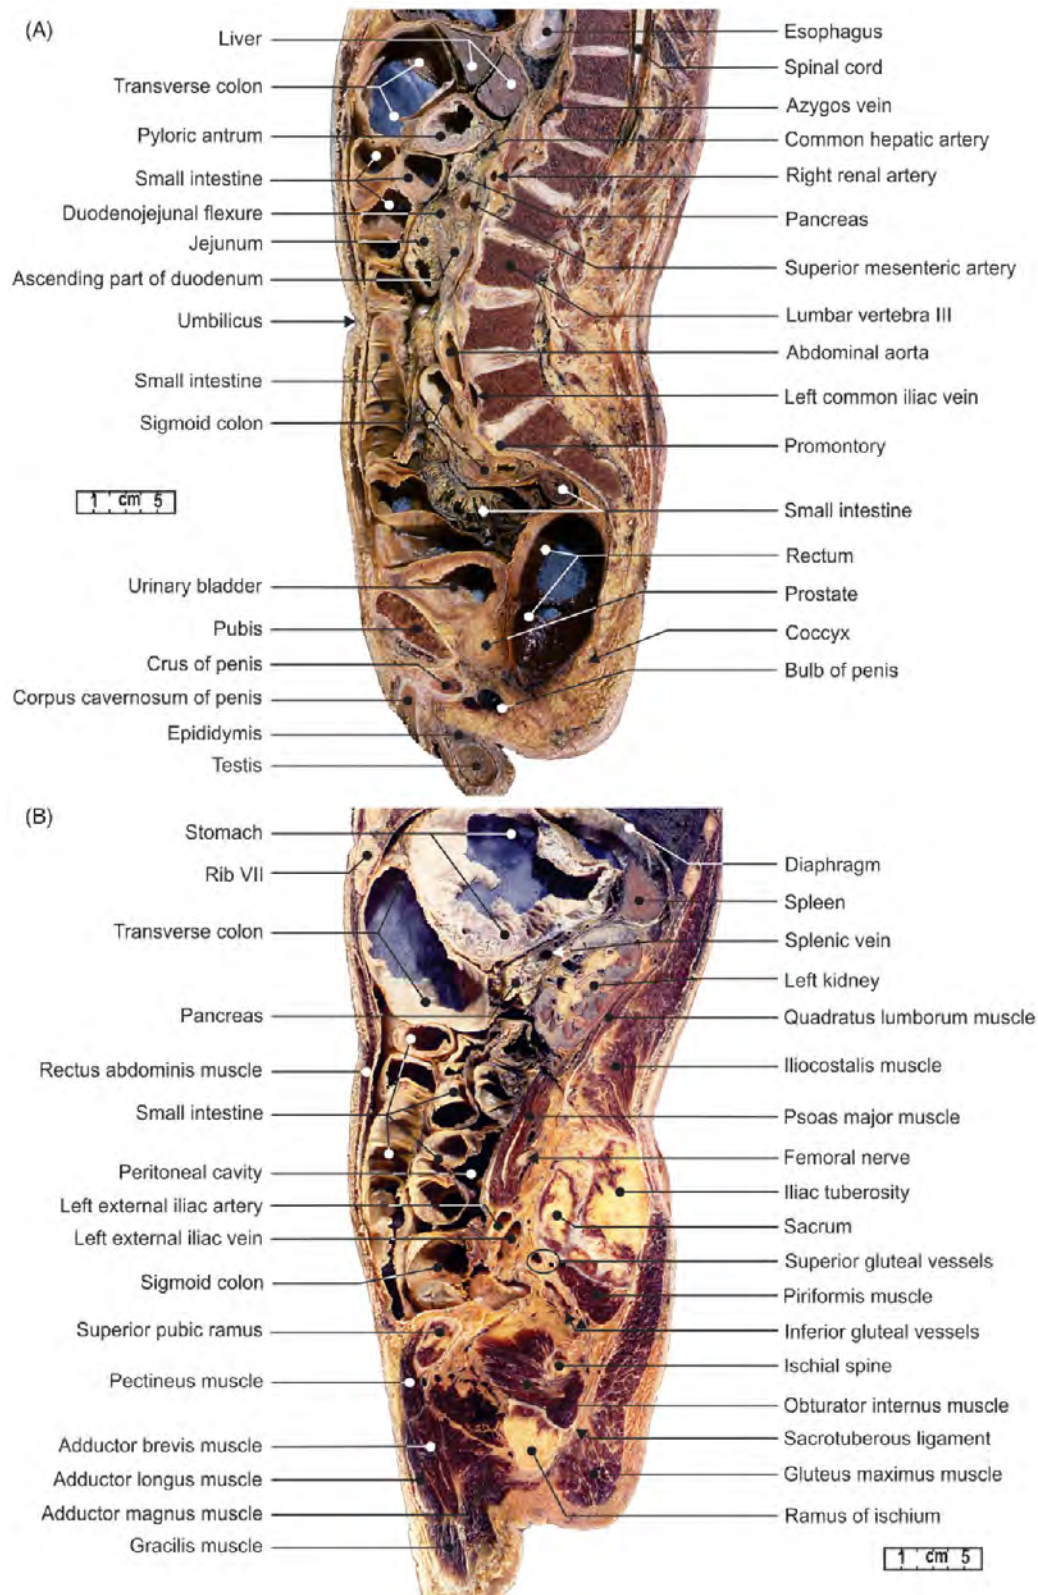 (A)
Liver
Transverse colon
Pyloric antrum
Small intestine
Duodenojejunal flexure
Jejunum
Ascending part of duodenum
Umbilicus
Small intestine
Sigmoid colon
1 cm 5
Urinary bladder
Pubis
Crus of penis
Corpus cavernosum of penis
Epididymis
Testis
Esophagus
Spinal cord
Azygos vein
Common hepatic artery
Right renal artery
Pancreas
Superior mesenteric artery
Lumbar vertebra III
Abdominal aorta
Left common iliac vein
Promontory
Small intestine
Rectum
Prostate
Coccyx
Bulb of penis
(B)
Stomach
Rib VII
Transverse colon
Pancreas
Rectus abdominis muscle
Small intestine
Peritoneal cavity
Left external iliac artery
Left external iliac vein
Sigmoid colon
Superior pubic ramus
Pectineus muscle
Adductor brevis muscle
Adductor longus muscle
Adductor magnus muscle
Gracilis muscle
Diaphragm
Spleen
Splenic vein
Left kidney
Quadratus lumborum muscle
Iliocostalis muscle
Psoas major muscle
Femoral nerve
Iliac tuberosity
Sacrum
Superior gluteal vessels
Piriformis muscle
Inferior gluteal vessels
Ischial spine
Obturator internus muscle
Sacrotuberous ligament
Gluteus maximus muscle
Ramus of ischium
1 cm 5